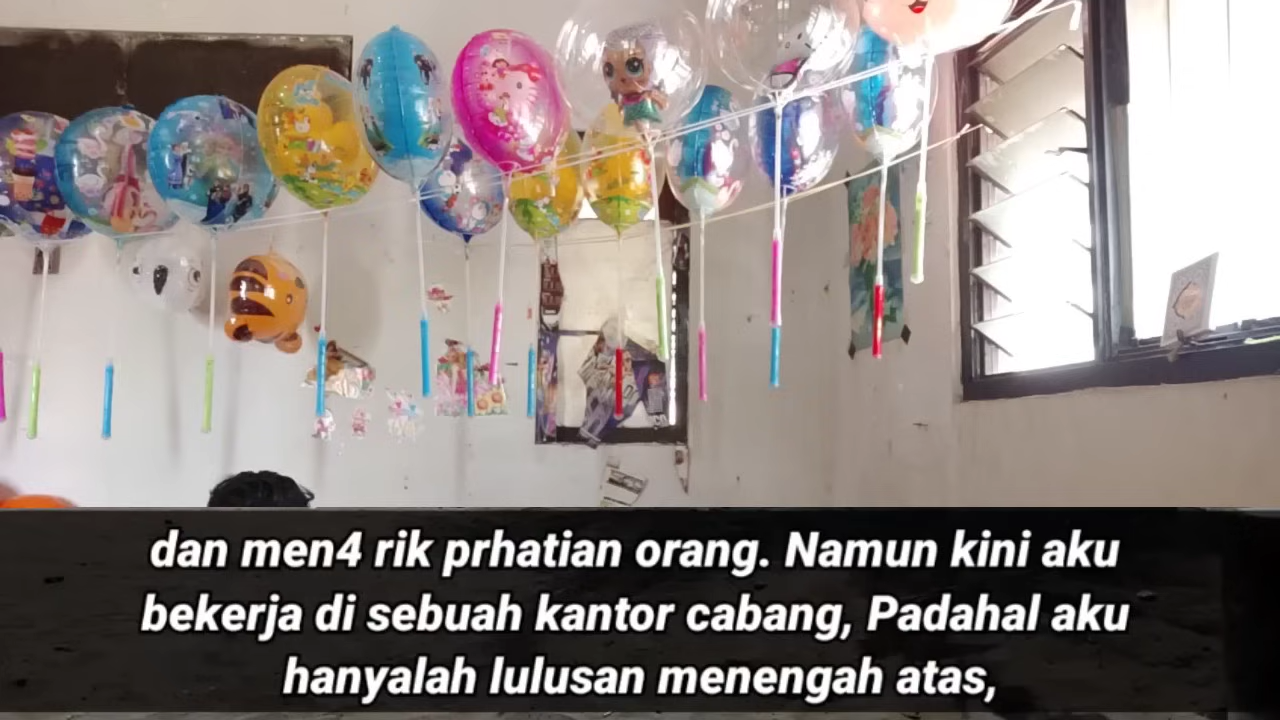 dan men4 rik prhatian orang. Namun kini aku
bekerja di sebuah kantor cabang, Padahal aku
hanyalah lulusan menengah atas,